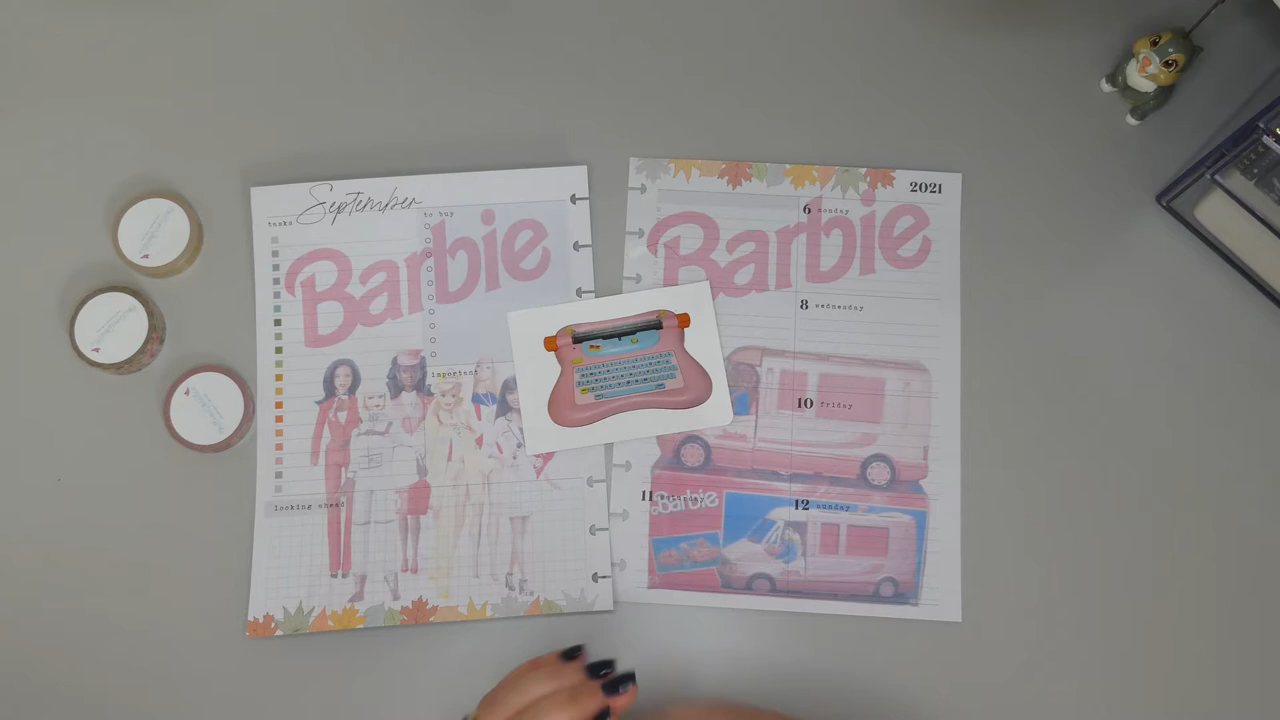 September
tasks
to buy
Barbie
important
looking ahead
2021
6 monday
Barbie
8 wednesday
10 friday
11 saturday
Barbie
12 sunday